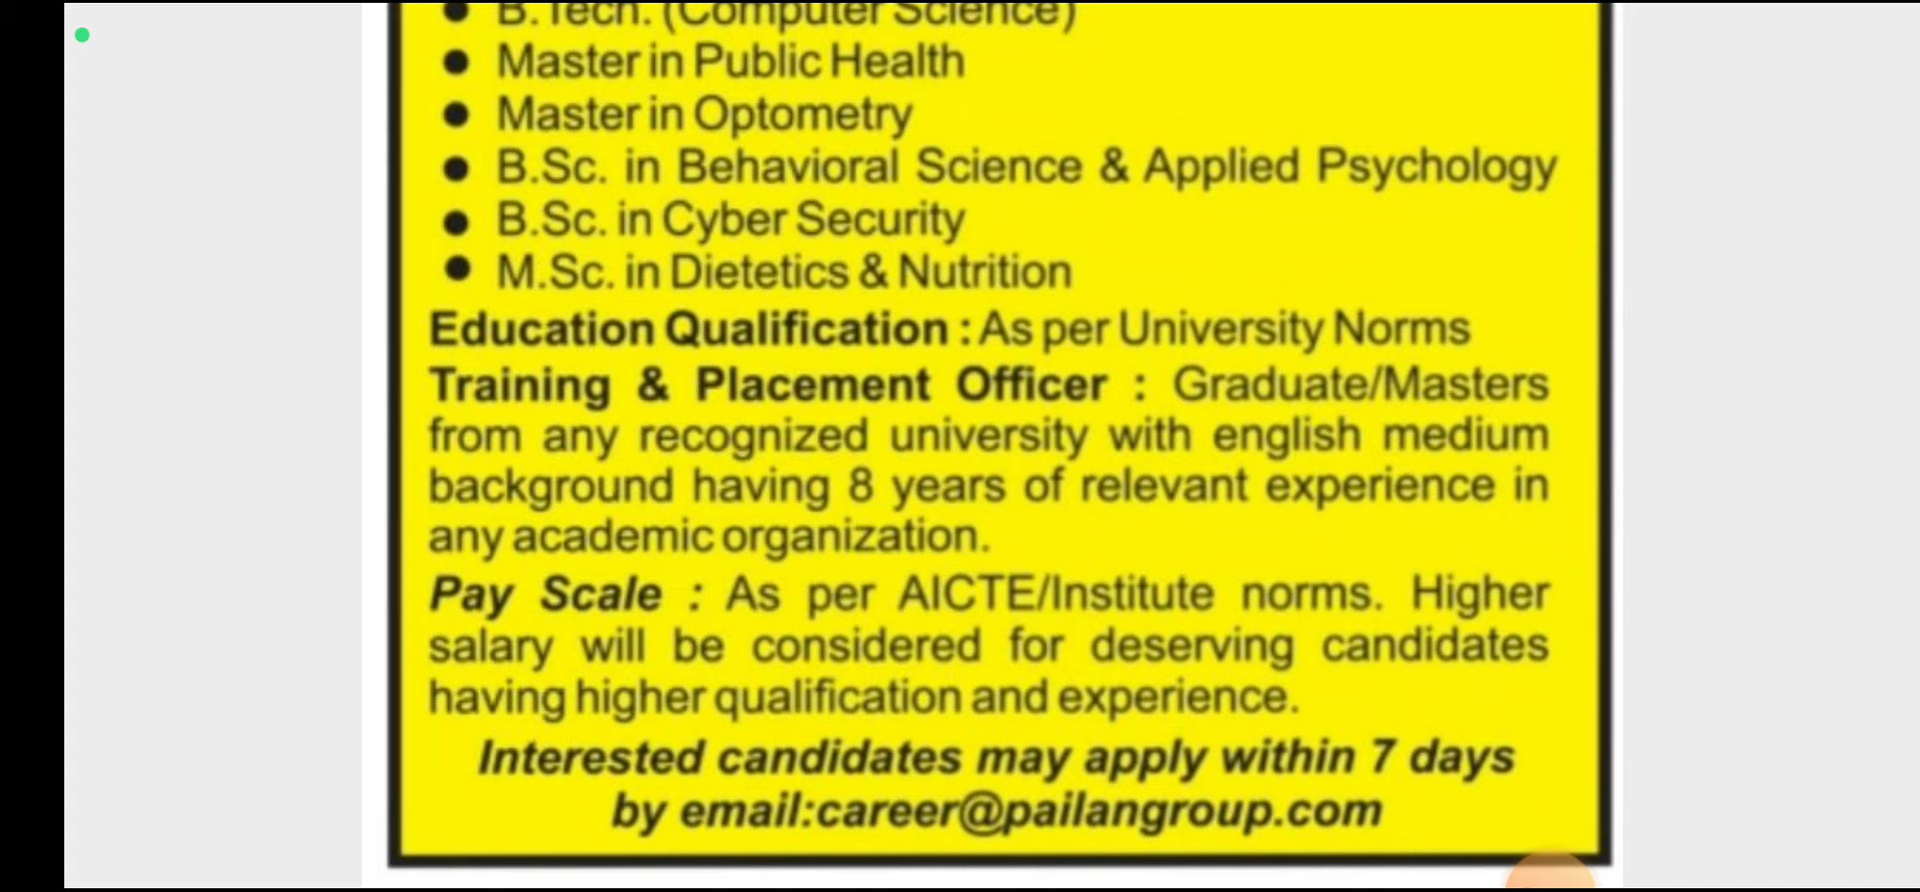 ● B.Tech. (Computer Science)
● Master in Public Health
● Master in Optometry
● B.Sc. in Behavioral Science & Applied Psychology
● B.Sc. in Cyber Security
● M.Sc. in Dietetics & Nutrition
Education Qualification : As per University Norms
Training & Placement Officer : Graduate/Masters
from any recognized university with english medium
background having 8 years of relevant experience in
any academic organization.
Pay Scale : As per AICTE/Institute norms. Higher
salary will be considered for deserving candidates
having higher qualification and experience.
Interested candidates may apply within 7 days
by email:career@pailangroup.com